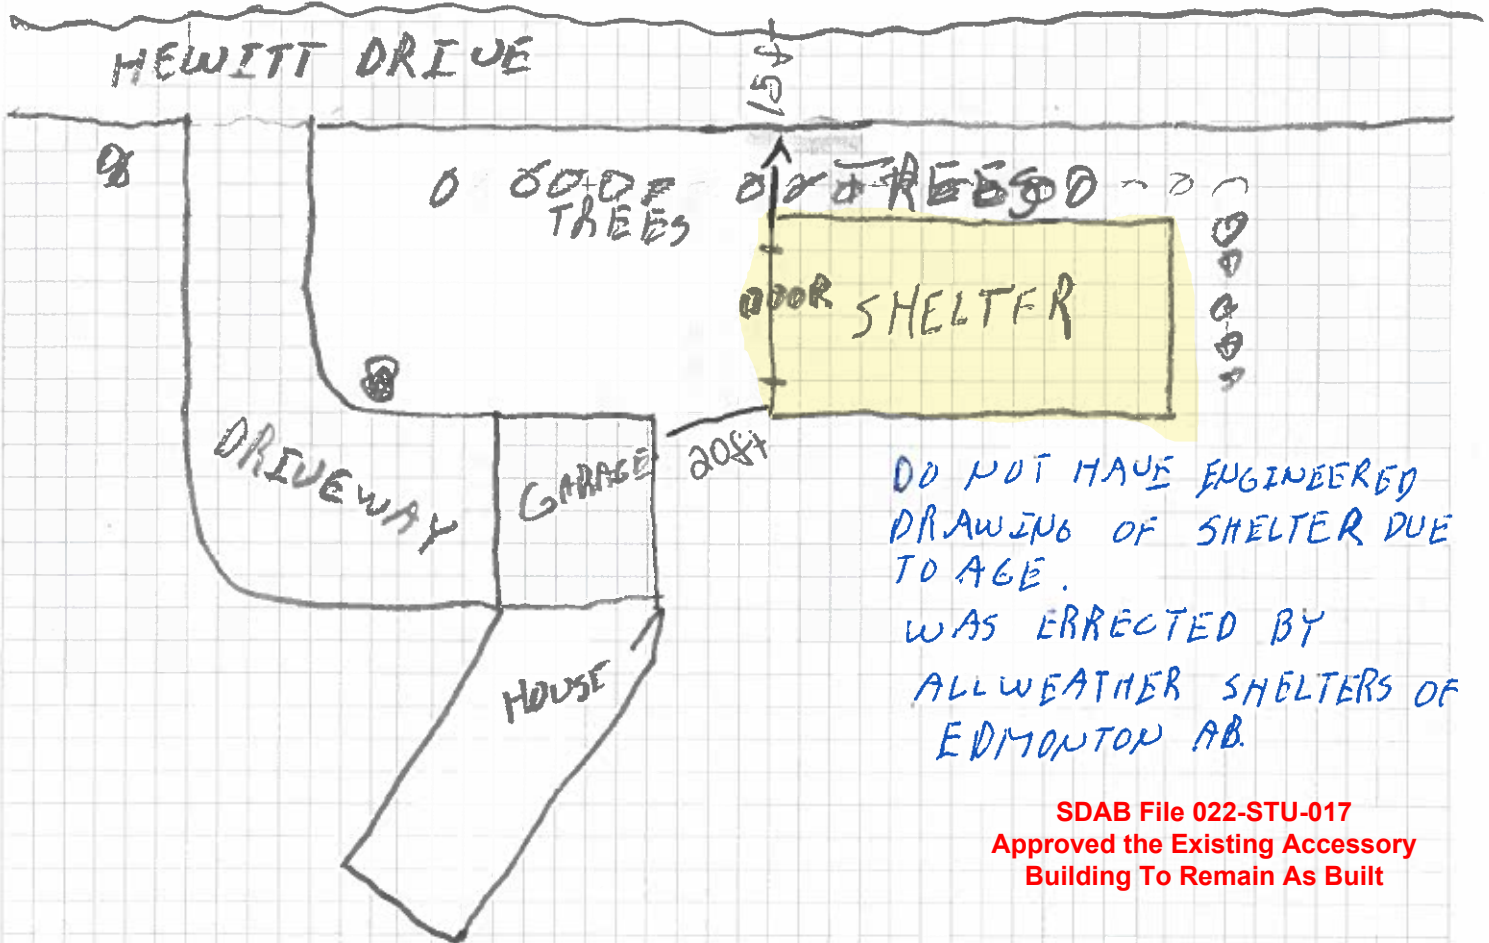 HEWITT DRIVE
15ft
TREES
TREES
DOOR
SHELTER
20ft
DRIVEWAY
GARAGE
HOUSE
DO NOT HAVE ENGINEERED
DRAWING OF SHELTER DUE
TO AGE.
WAS ERRECTED BY
ALLWEATHER SHELTERS OF
EDMONTON AB.
SDAB File 022-STU-017
Approved the Existing Accessory
Building To Remain As Built